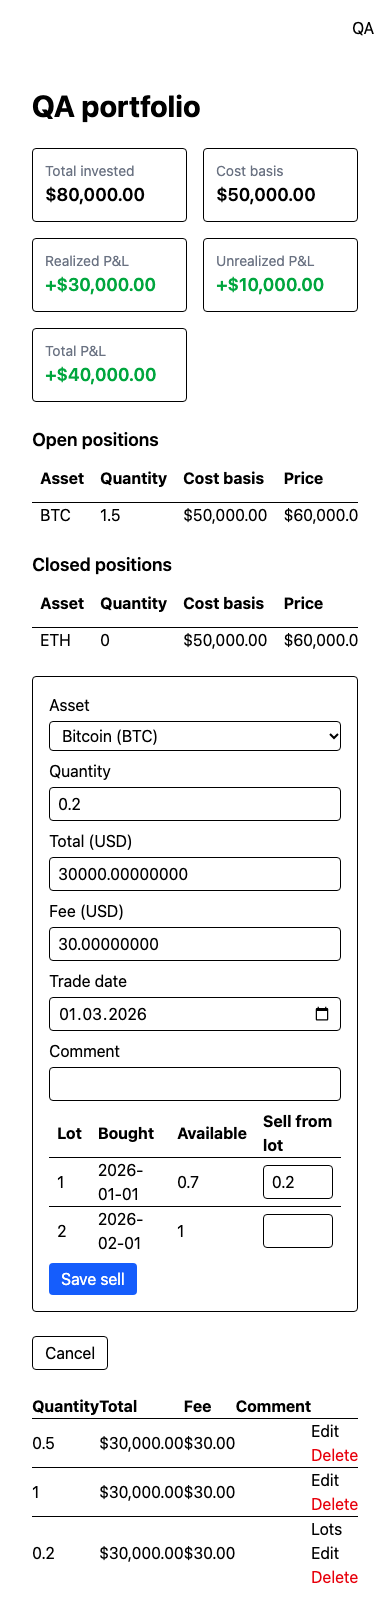 QA
QA portfolio
Total invested
$80,000.00
Cost basis
$50,000.00
Realized P&L
+$30,000.00
Unrealized P&L
+$10,000.00
Total P&L
+$40,000.00
Open positions
Asset Quantity Cost basis Price
BTC 1.5 $50,000.00 $60,000.0
Closed positions
Asset Quantity Cost basis Price
ETH 0 $50,000.00 $60,000.0
Asset
Bitcoin (BTC)
Quantity
0.2
Total (USD)
30000.00000000
Fee (USD)
30.00000000
Trade date
01.03.2026
Comment
Lot Bought Available Sell from
lot
1 2026-
01-01 0.7 0.2
2 2026-
02-01 1
Save sell
Cancel
Quantity Total Fee Comment
0.5 $30,000.00 $30.00 Edit
Delete
1 $30,000.00 $30.00 Edit
Delete
Lots
0.2 $30,000.00 $30.00 Edit
Delete